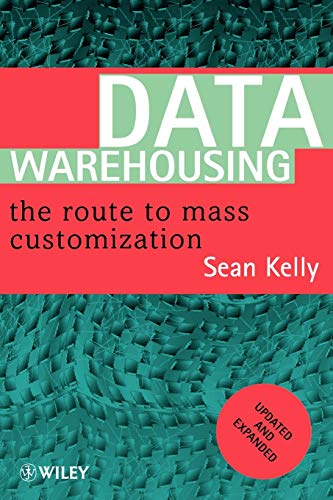 DATA
WAREHOUSING
the route to mass
customization
Sean Kelly
UPDATED
AND
EXPANDED
WILEY